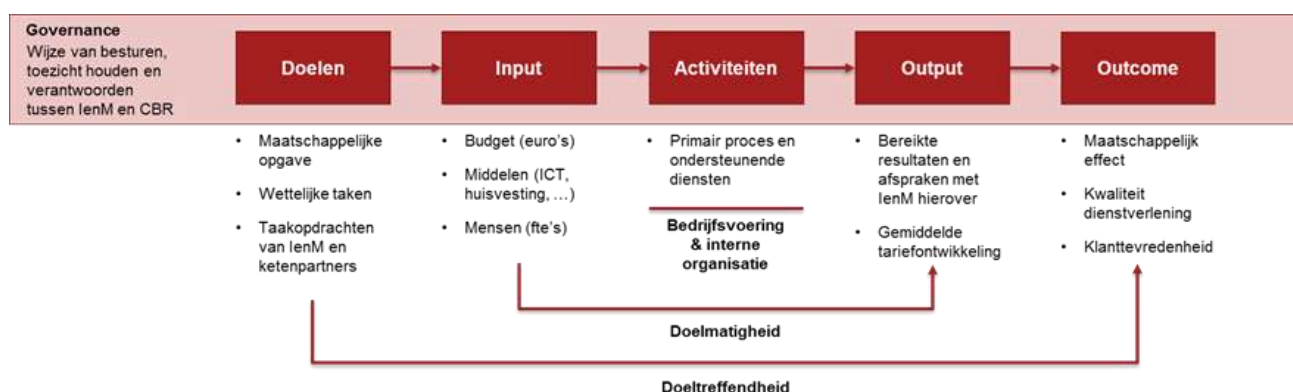 Governance
Wijze van besturen,
toezicht houden en
verantwoorden
tussen IenM en CBR
Doelen
Input
Activiteiten
Output
Outcome
• Maatschappelijke
opgave
• Wettelijke taken
• Taakopdrachten
van IenM en
ketenpartners
• Budget (euro's)
• Middelen (ICT,
huisvesting, …)
• Mensen (fte's)
• Primair proces en
ondersteunende
diensten
Bedrijfsvoering
& interne
organisatie
• Bereikte
resultaten en
afspraken met
IenM hierover
• Gemiddelde
tariefontwikkeling
• Maatschappelijk
effect
• Kwaliteit
dienstverlening
• Klanttevredenheid
Doelmatigheid
Doeltreffendheid